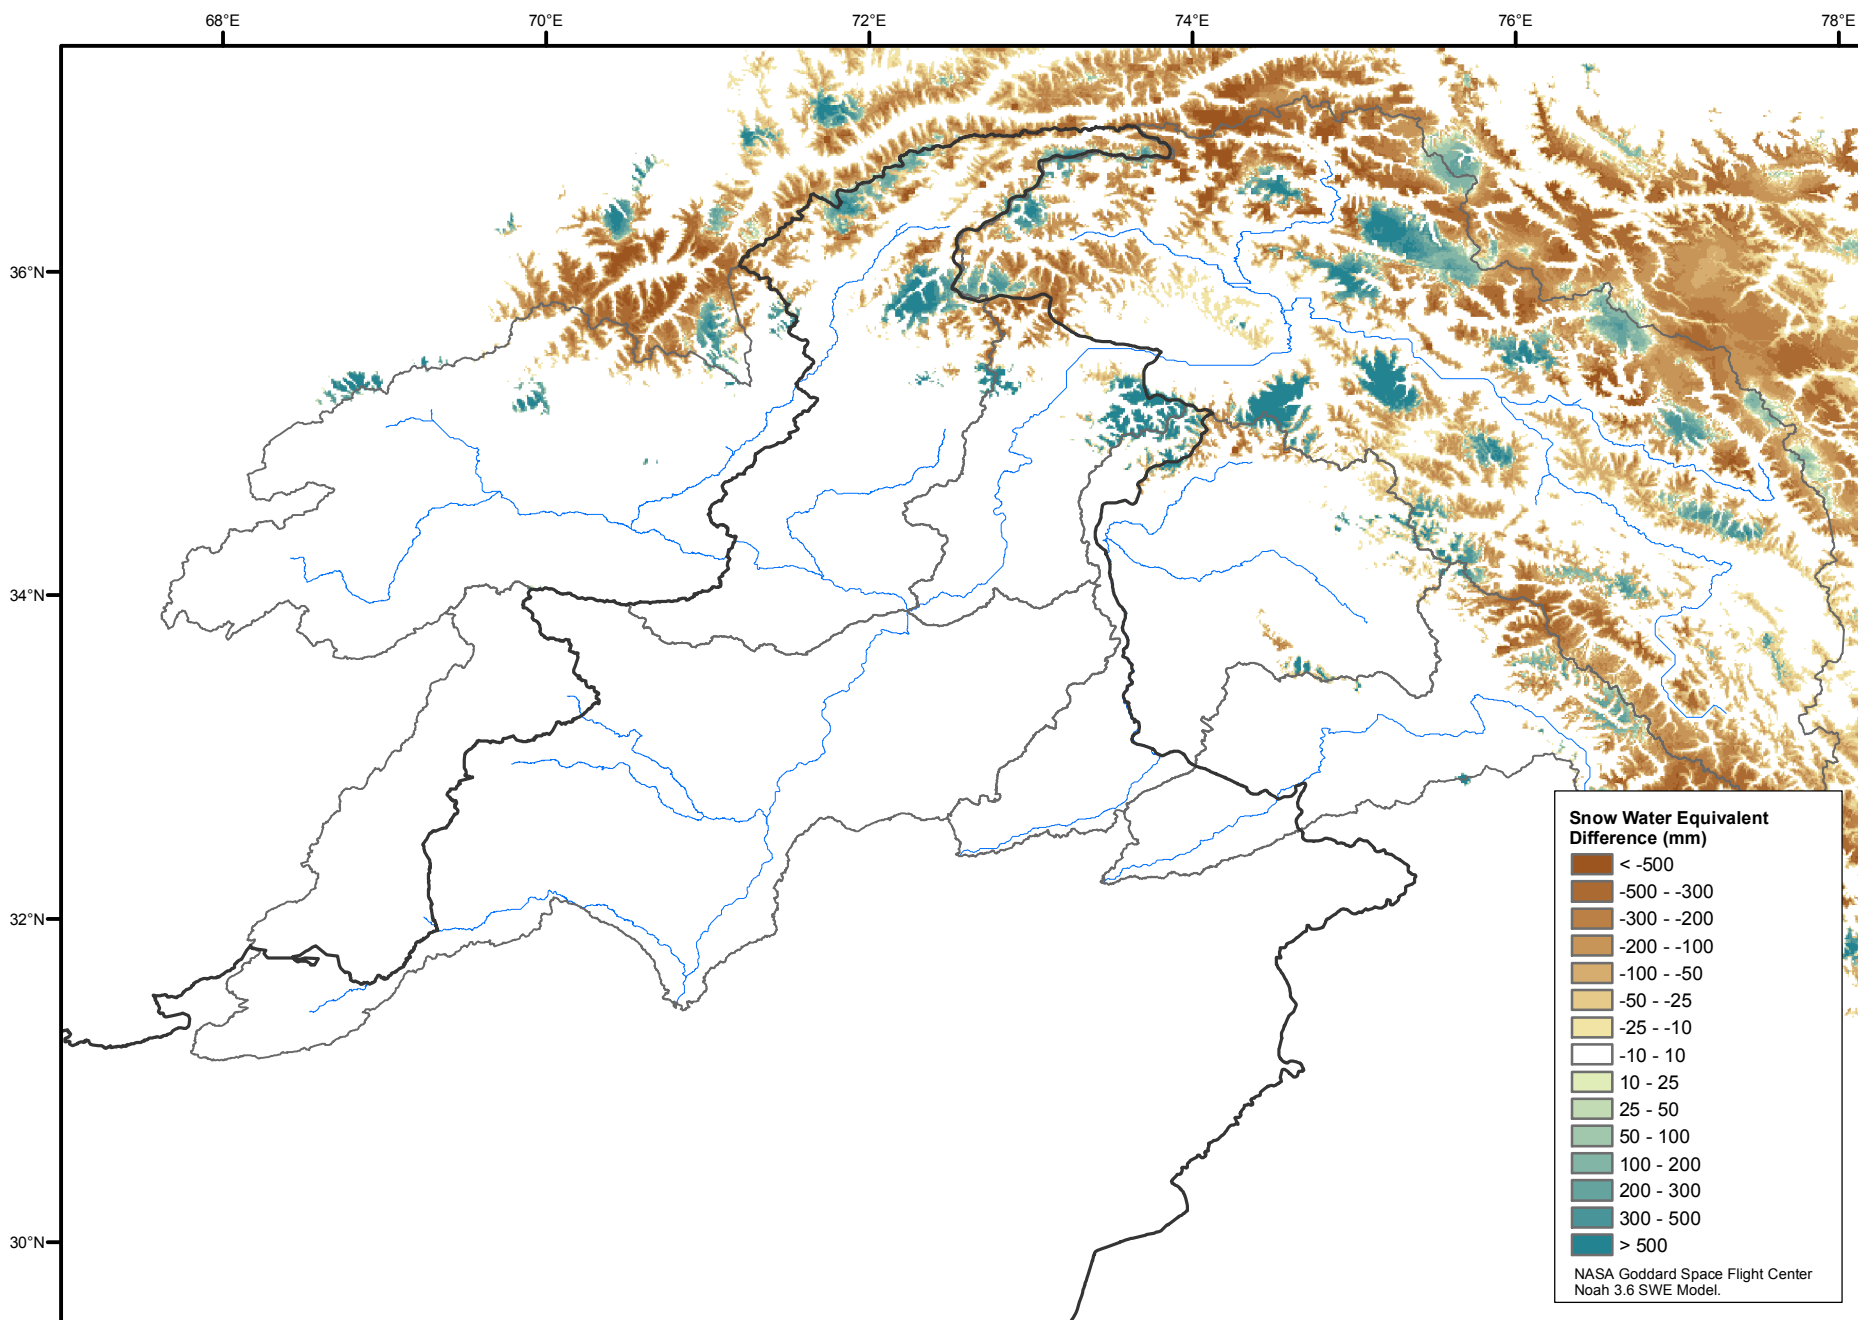 68°E 70°E 72°E 74°E 76°E 78°E
36°N
34°N
32°N
30°N
Snow Water Equivalent
Difference (mm)
< -500
-500 - -300
-300 - -200
-200 - -100
-100 - -50
-50 - -25
-25 - -10
-10 - 10
10 - 25
25 - 50
50 - 100
100 - 200
200 - 300
300 - 500
> 500
NASA Goddard Space Flight Center
Noah 3.6 SWE Model.